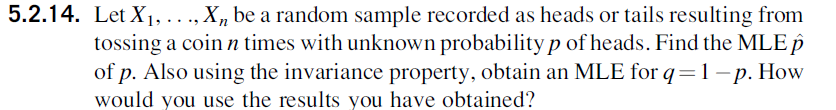 5.2.14. Let X₁, . . ., Xₙ be a random sample recorded as heads or tails resulting from
tossing a coin n times with unknown probability p of heads. Find the MLE p̂
of p. Also using the invariance property, obtain an MLE for q = 1 − p. How
would you use the results you have obtained?